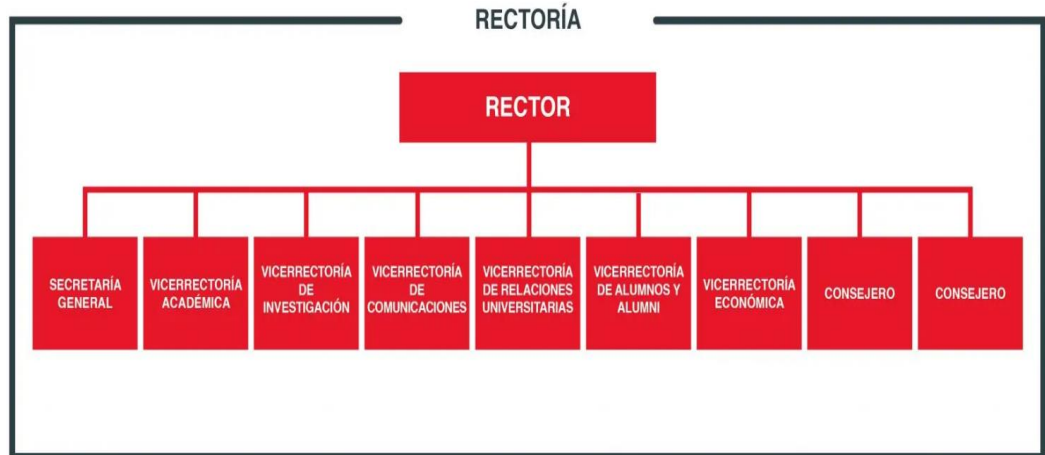 RECTORÍA
RECTOR
SECRETARÍA
GENERAL
VICERRECTORÍA
ACADÉMICA
VICERRECTORÍA
DE
INVESTIGACIÓN
VICERRECTORÍA
DE
COMUNICACIONES
VICERRECTORÍA
DE RELACIONES
UNIVERSITARIAS
VICERRECTORÍA
DE ALUMNOS Y
ALUMNI
VICERRECTORÍA
ECONÓMICA
CONSEJERO
CONSEJERO